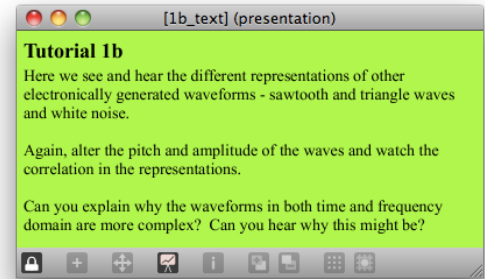 [1b_text] (presentation)
Tutorial 1b
Here we see and hear the different representations of other
electronically generated waveforms - sawtooth and triangle waves
and white noise.
Again, alter the pitch and amplitude of the waves and watch the
correlation in the representations.
Can you explain why the waveforms in both time and frequency
domain are more complex?  Can you hear why this might be?